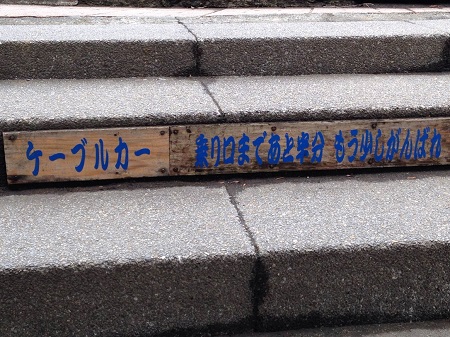 ケーブルカー 乗り口まであと半分 もう少しがんばれ